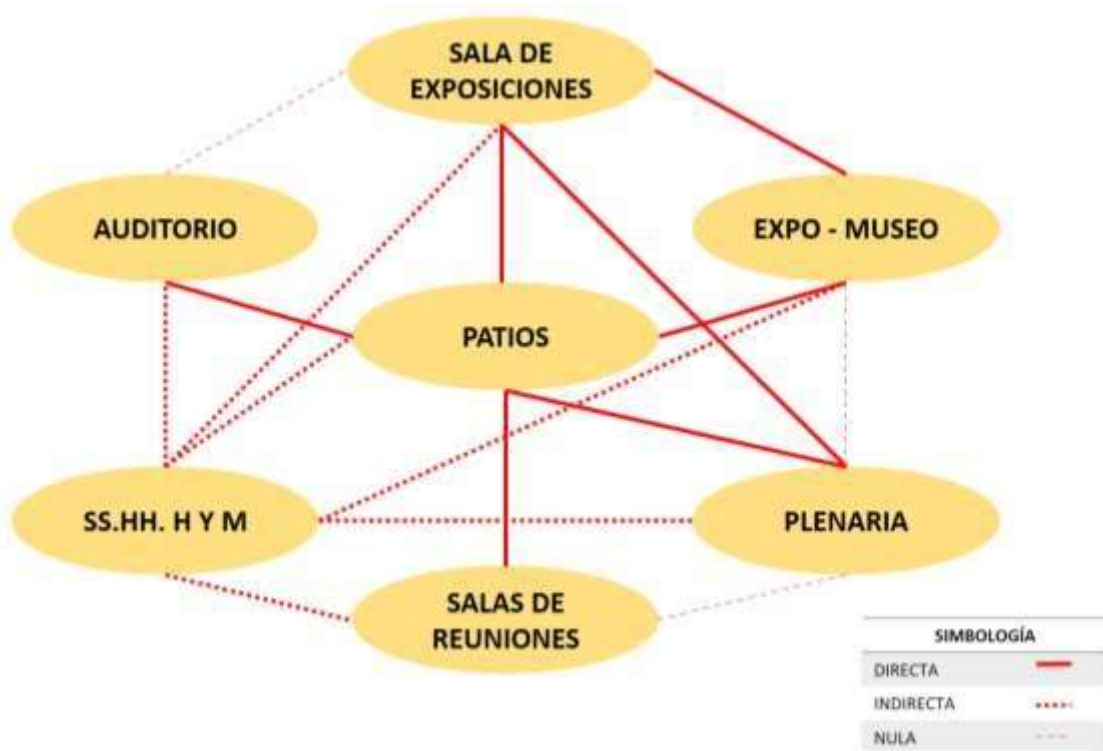 SALA DE
EXPOSICIONES
AUDITORIO
EXPO - MUSEO
PATIOS
SS.HH. H Y M
PLENARIA
SALAS DE
REUNIONES
SIMBOLOGÍA
DIRECTA
INDIRECTA
NULA